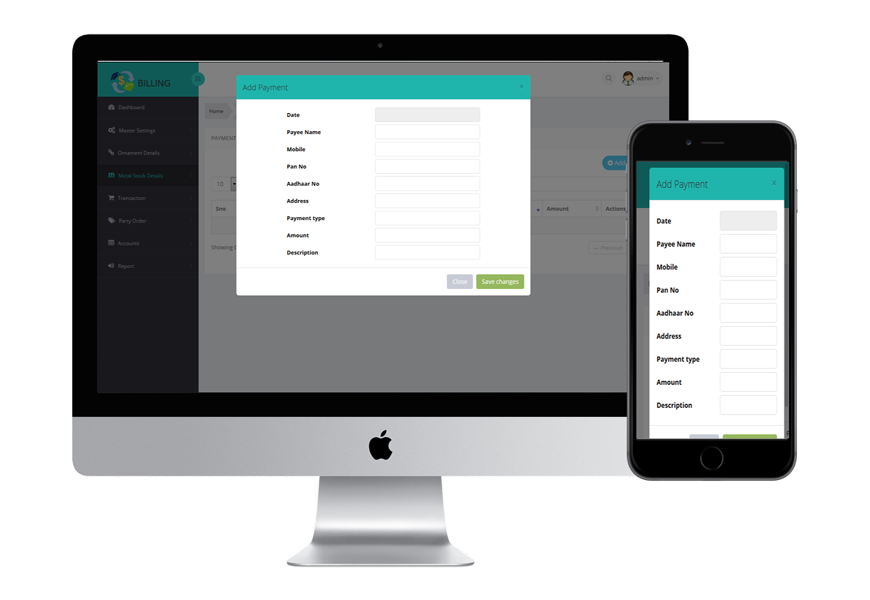 BILLING
admin
Dashboard
Master Settings
Ornament Details
Metal Stock Details
Transaction
Party Order
Accounts
Report
Home
PAYMENT
Add
10
Sno
Amount
Actions
Showing
Previous
Add Payment
×
Date
Payee Name
Mobile
Pan No
Aadhaar No
Address
Payment type
Amount
Description
Close
Save changes
Add Payment
×
Date
Payee Name
Mobile
Pan No
Aadhaar No
Address
Payment type
Amount
Description